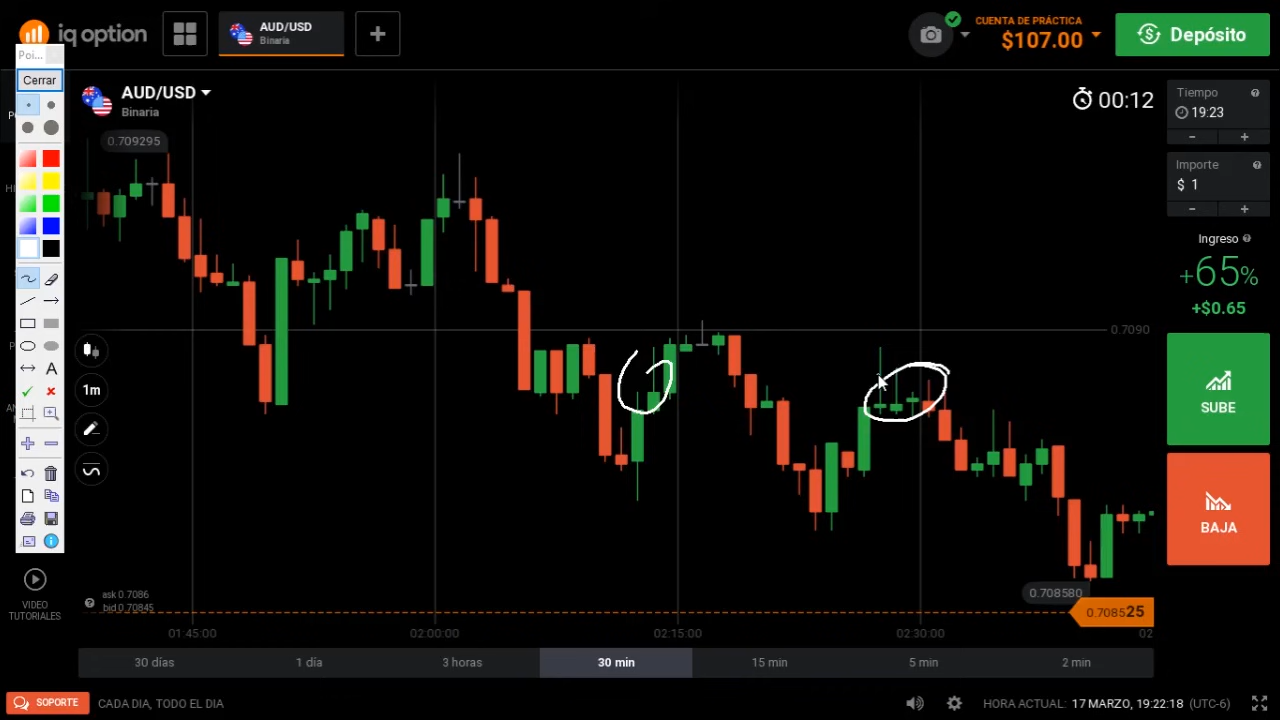 iq option
AUD/USD
Binaria
CUENTA DE PRÁCTICA
$107.00
Depósito
Poi...
Cerrar
AUD/USD
Binaria
00:12
0.709295
Tiempo
19:23
Importe
$ 1
Ingreso
+65%
+$0.65
0.7090
1m
A
SUBE
BAJA
VIDEO
TUTORIALES
ask 0.7086
bid 0.70845
0.708580
0.708525
01:45:00
02:00:00
02:15:00
02:30:00
02
30 días
1 día
3 horas
30 min
15 min
5 min
2 min
SOPORTE
CADA DIA, TODO EL DIA
HORA ACTUAL: 17 MARZO, 19:22:18 (UTC-6)